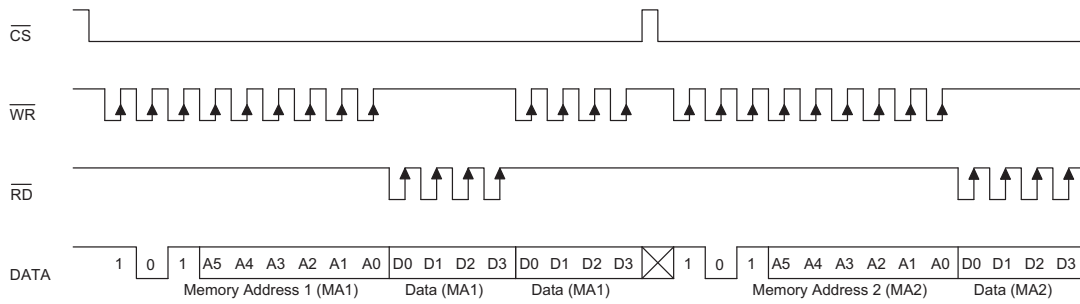 CS
WR
RD
DATA 1 0 1 A5 A4 A3 A2 A1 A0 D0 D1 D2 D3 D0 D1 D2 D3 1 0 1 A5 A4 A3 A2 A1 A0 D0 D1 D2 D3
Memory Address 1 (MA1) Data (MA1) Data (MA1) Memory Address 2 (MA2) Data (MA2)